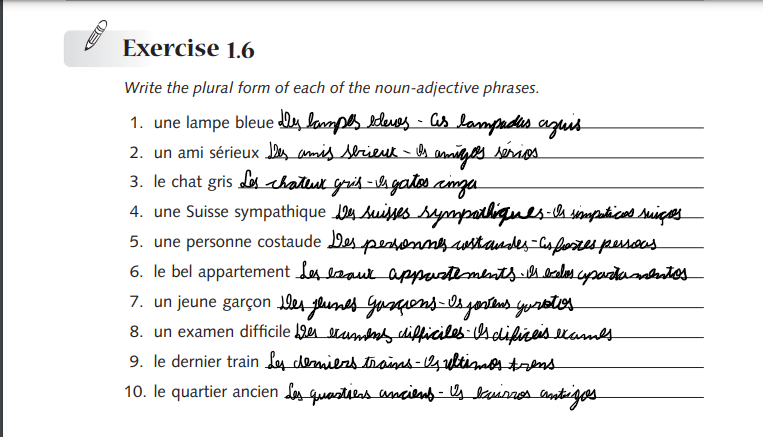 Exercise 1.6
Write the plural form of each of the noun-adjective phrases.
1. une lampe bleue Des lampes bleues - As lampadas azuis
2. un ami sérieux Des amis sérieux - Os amigos sérios
3. le chat gris Les chateux gris - Os gatos cinza
4. une Suisse sympathique Des suisses sympathiques - Os simpaticos suiços
5. une personne costaude Des personnes costaudes - As fortes pessoas
6. le bel appartement Les beaux appartements - Os apartamentos
7. un jeune garçon Des jeunes garçons - Os jovens garotos
8. un examen difficile Des examens difficiles - Os dificeis exames
9. le dernier train Les derniers trains - Os ultimos trens
10. le quartier ancien Les quartiers anciens - Os bairros antigos